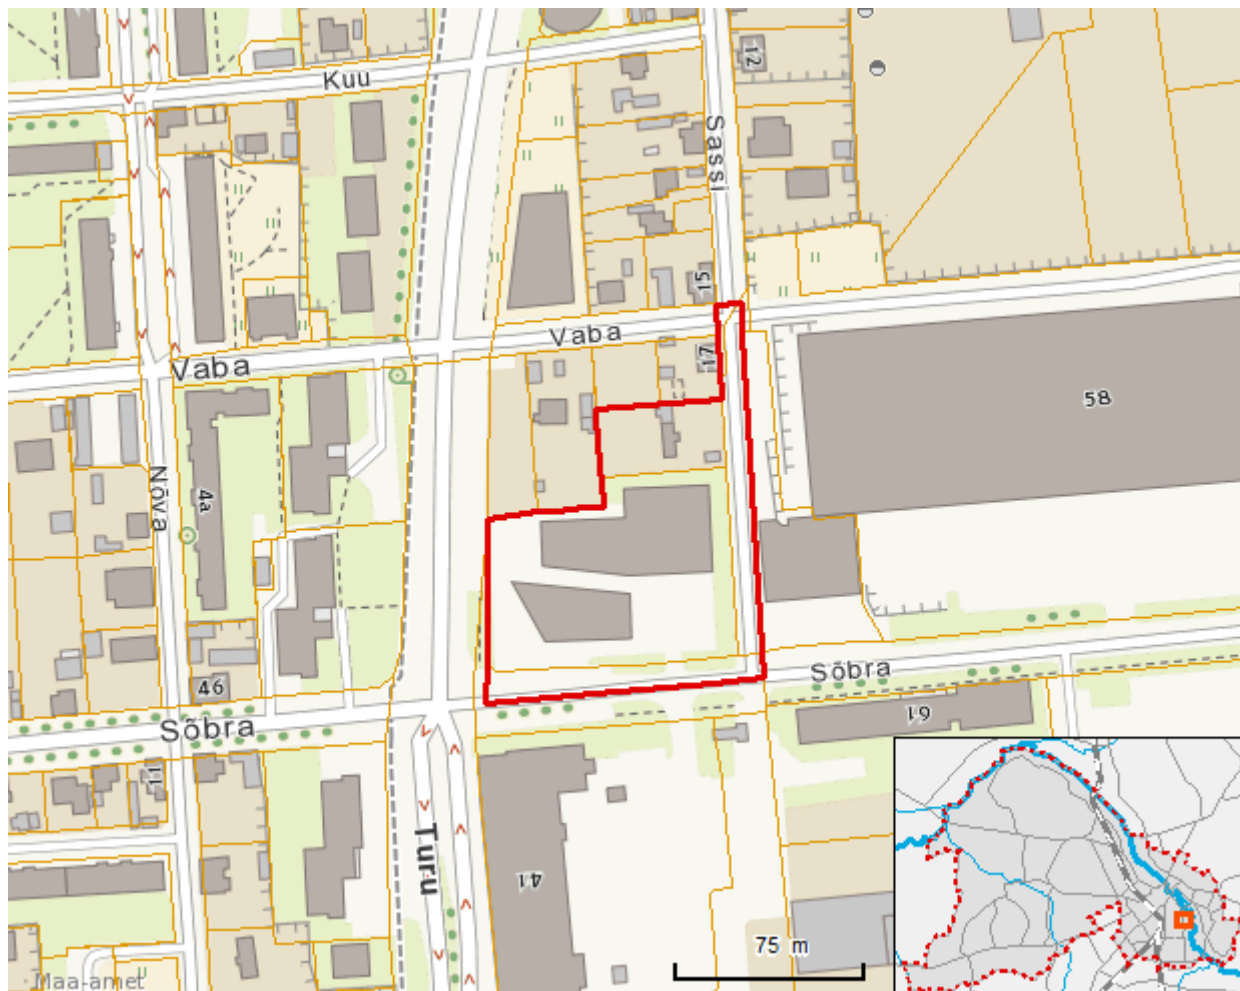 Kuu
12
Sassi
15
Vaba
Vaba
17
58
Nõva
4a
46
Sõbra
Sõbra
61
11
Turu
41
75 m
Maa-amet